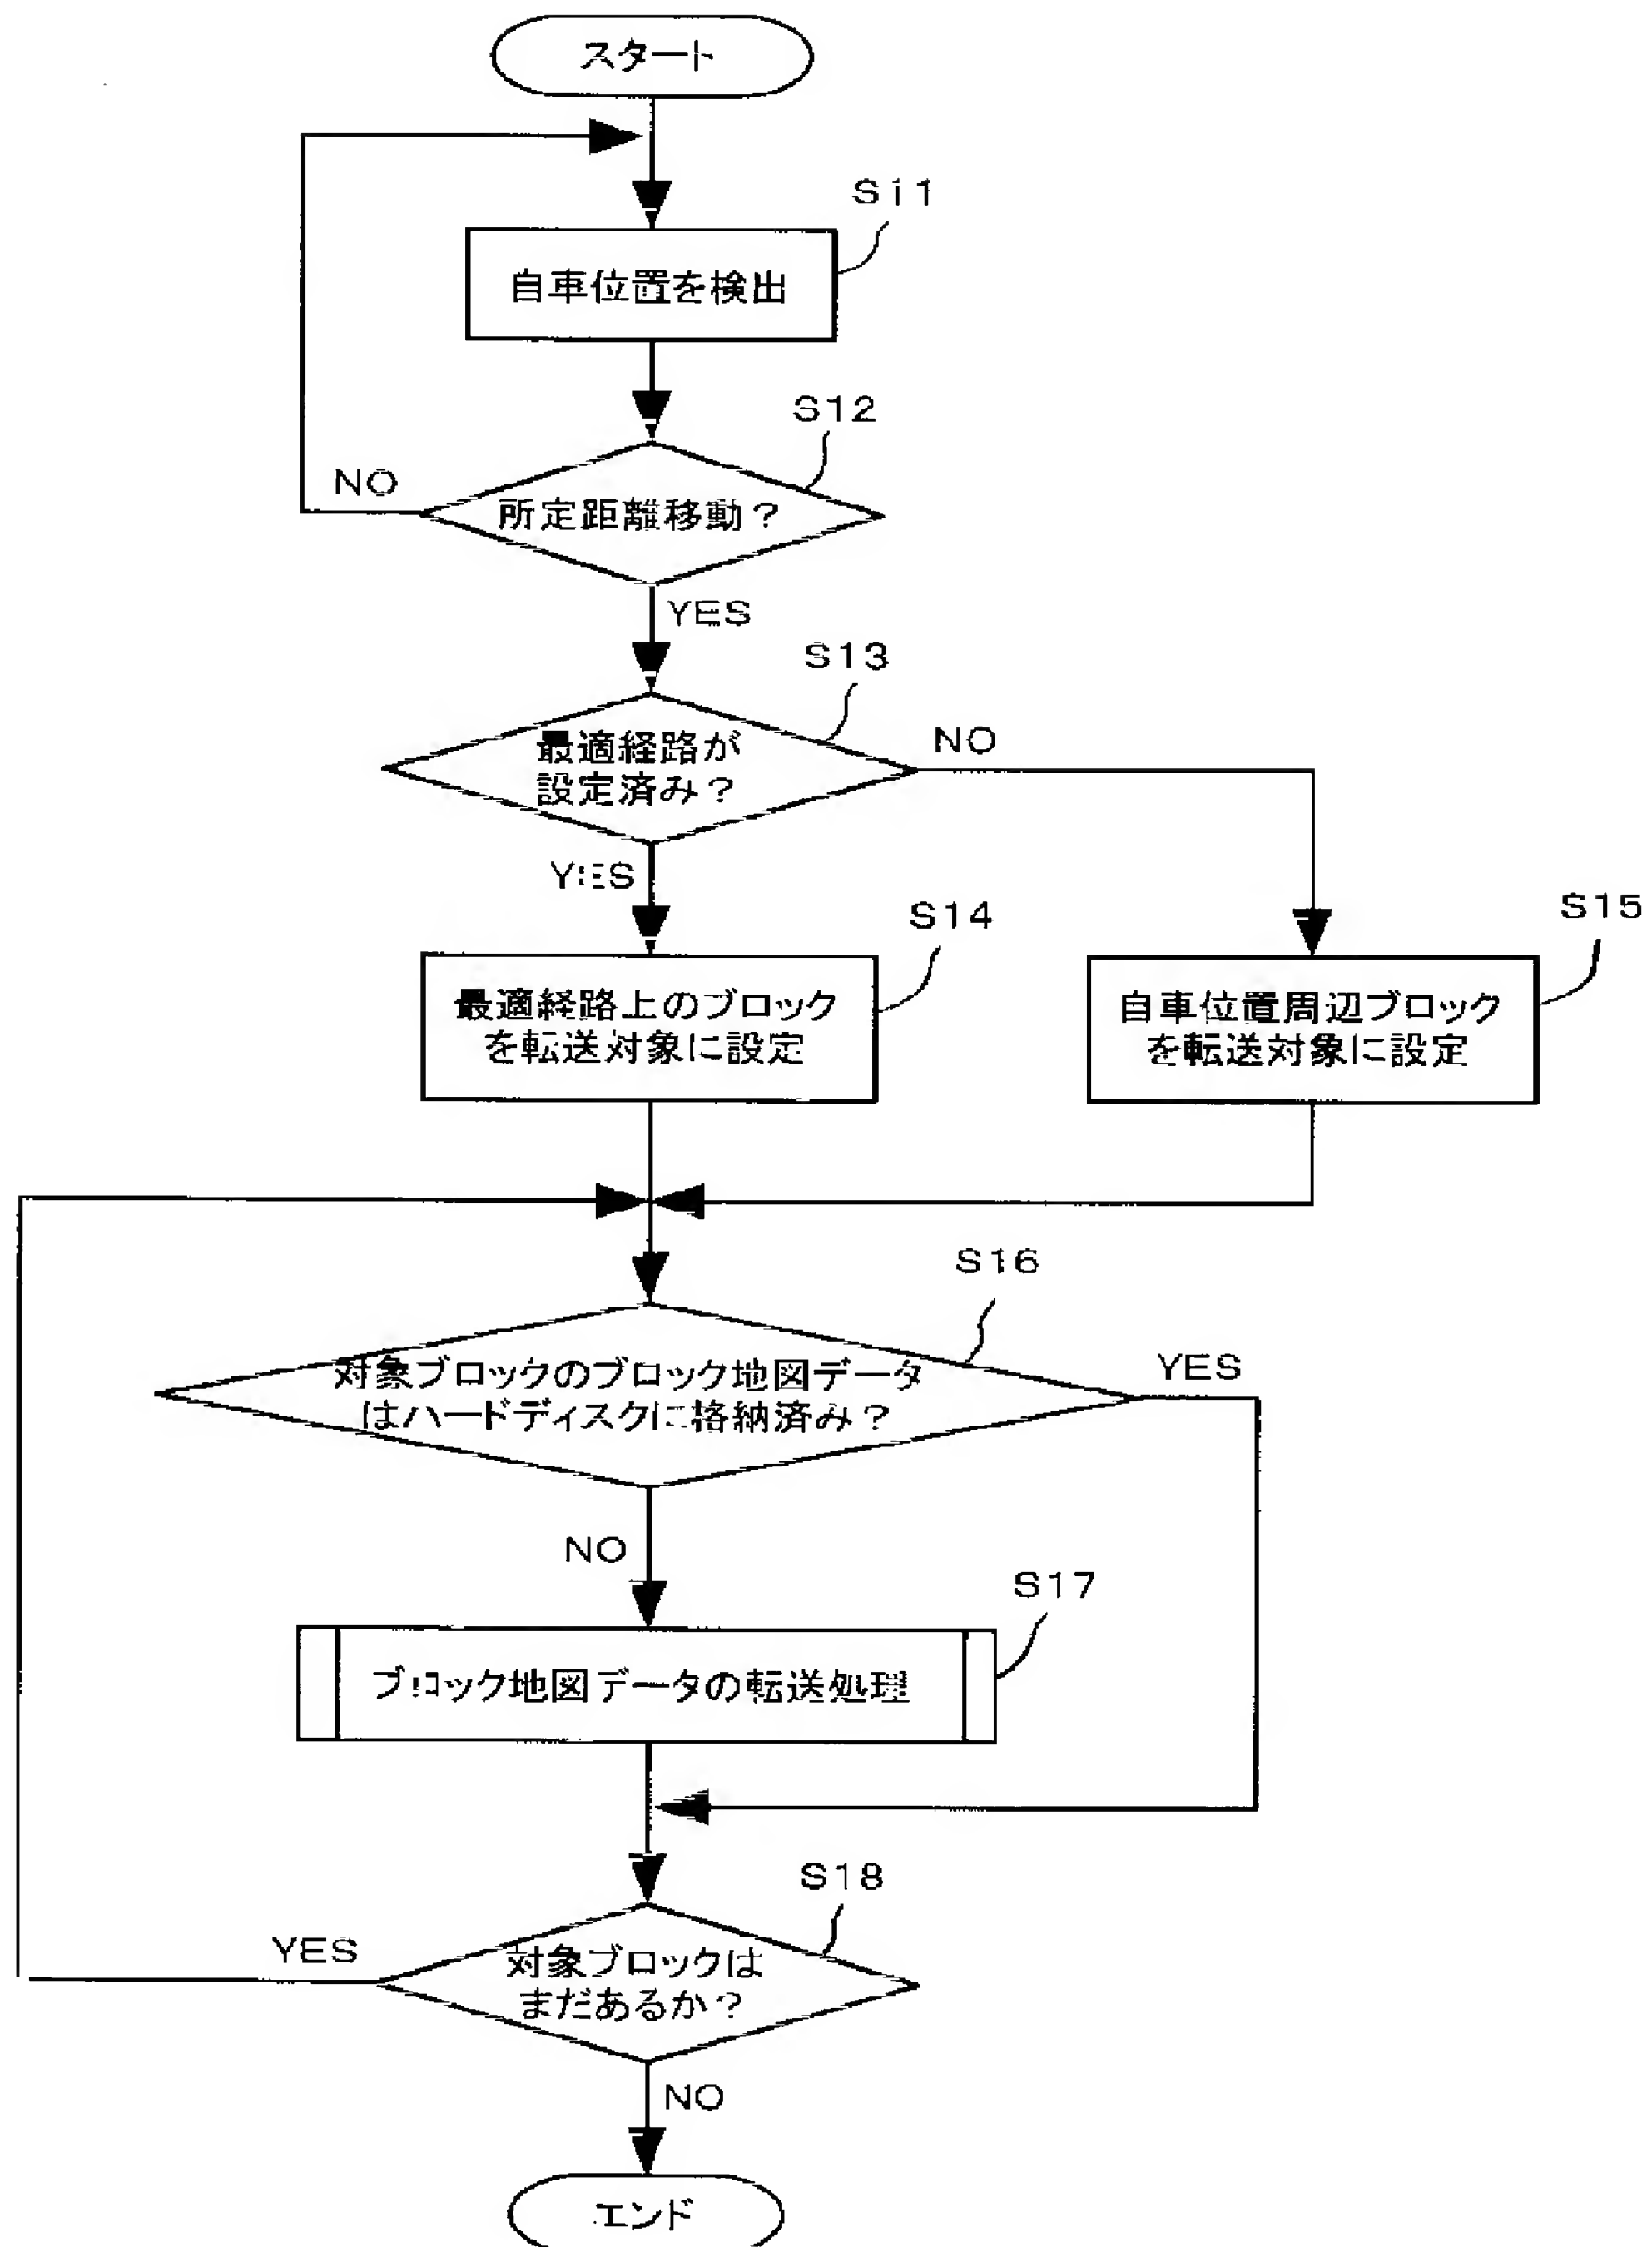 スタート
S11
自車位置を検出
S12
NO
所定距離移動？
YES
S13
最適経路が
設定済み？
NO
YES
S14
S15
最適経路上のブロック
を転送対象に設定
自車位置周辺ブロック
を転送対象に設定
S16
対象ブロックのブロック地図データ
はハードディスクに格納済み？
YES
NO
S17
ブロック地図データの転送処理
S18
YES
対象ブロックは
まだあるか？
NO
エンド